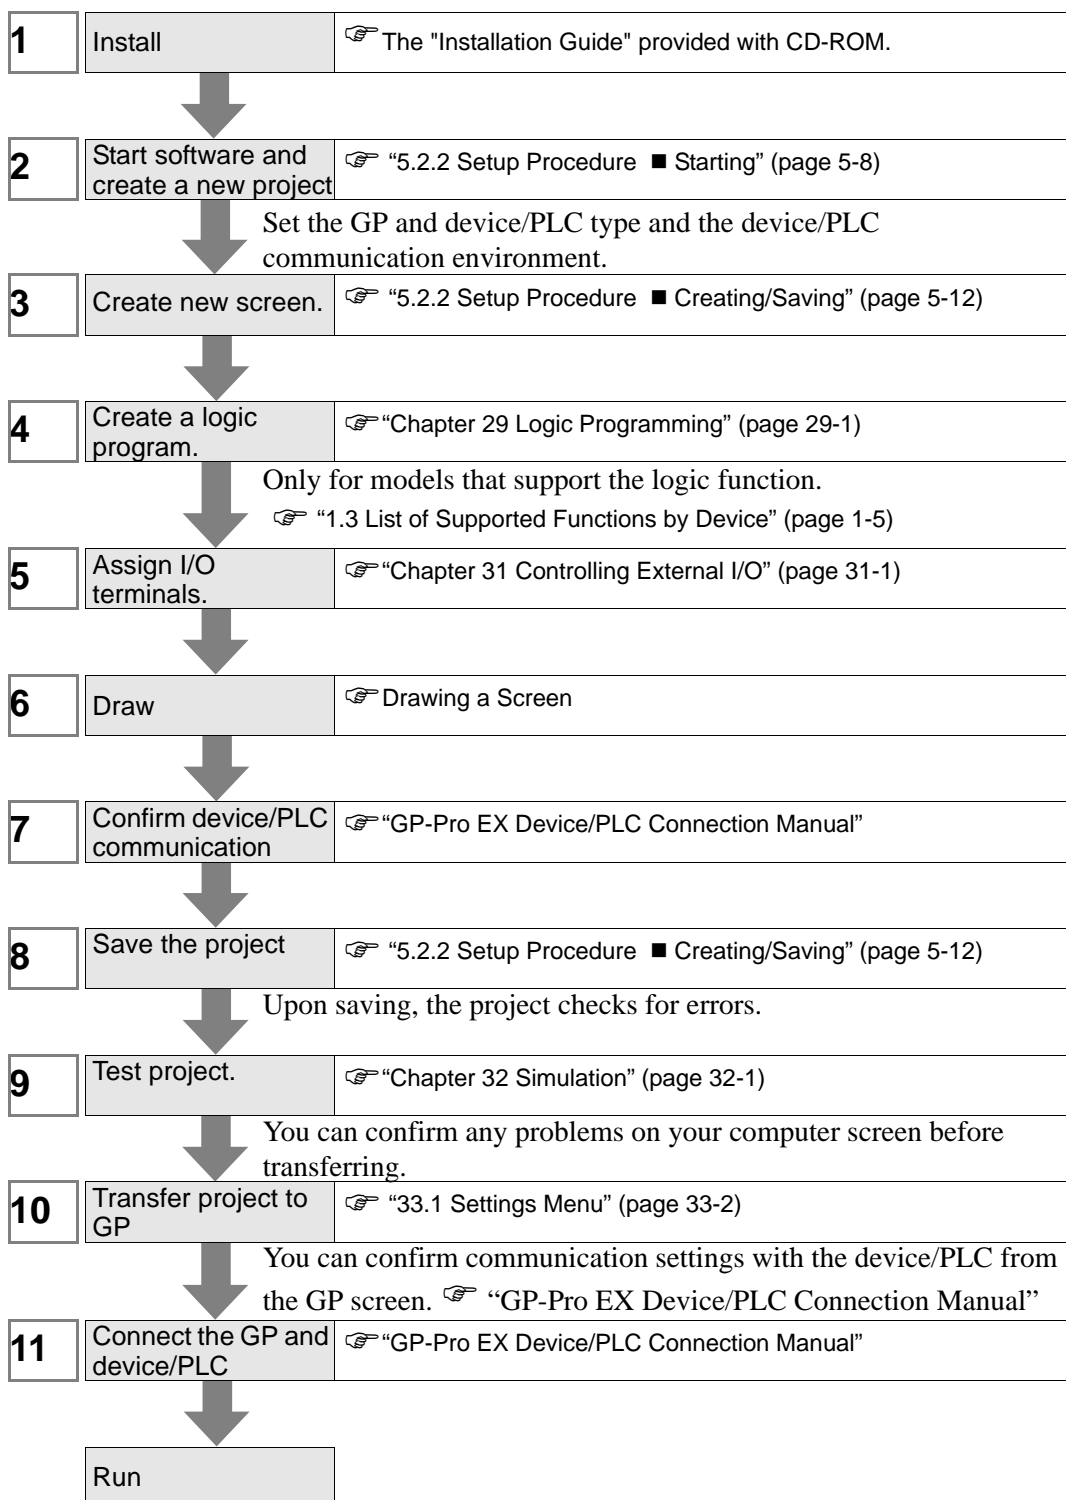 1
Install
☞ The "Installation Guide" provided with CD-ROM.
2
Start software and
create a new project
☞ “5.2.2 Setup Procedure ■ Starting” (page 5-8)
Set the GP and device/PLC type and the device/PLC
communication environment.
3
Create new screen.
☞ “5.2.2 Setup Procedure ■ Creating/Saving” (page 5-12)
4
Create a logic
program.
☞ “Chapter 29 Logic Programming” (page 29-1)
Only for models that support the logic function.
☞ “1.3 List of Supported Functions by Device” (page 1-5)
5
Assign I/O
terminals.
☞ “Chapter 31 Controlling External I/O” (page 31-1)
6
Draw
☞ Drawing a Screen
7
Confirm device/PLC
communication
☞ “GP-Pro EX Device/PLC Connection Manual”
8
Save the project
☞ “5.2.2 Setup Procedure ■ Creating/Saving” (page 5-12)
Upon saving, the project checks for errors.
9
Test project.
☞ “Chapter 32 Simulation” (page 32-1)
You can confirm any problems on your computer screen before
transferring.
10
Transfer project to
GP
☞ “33.1 Settings Menu” (page 33-2)
You can confirm communication settings with the device/PLC from
the GP screen. ☞ “GP-Pro EX Device/PLC Connection Manual”
11
Connect the GP and
device/PLC
☞ “GP-Pro EX Device/PLC Connection Manual”
Run